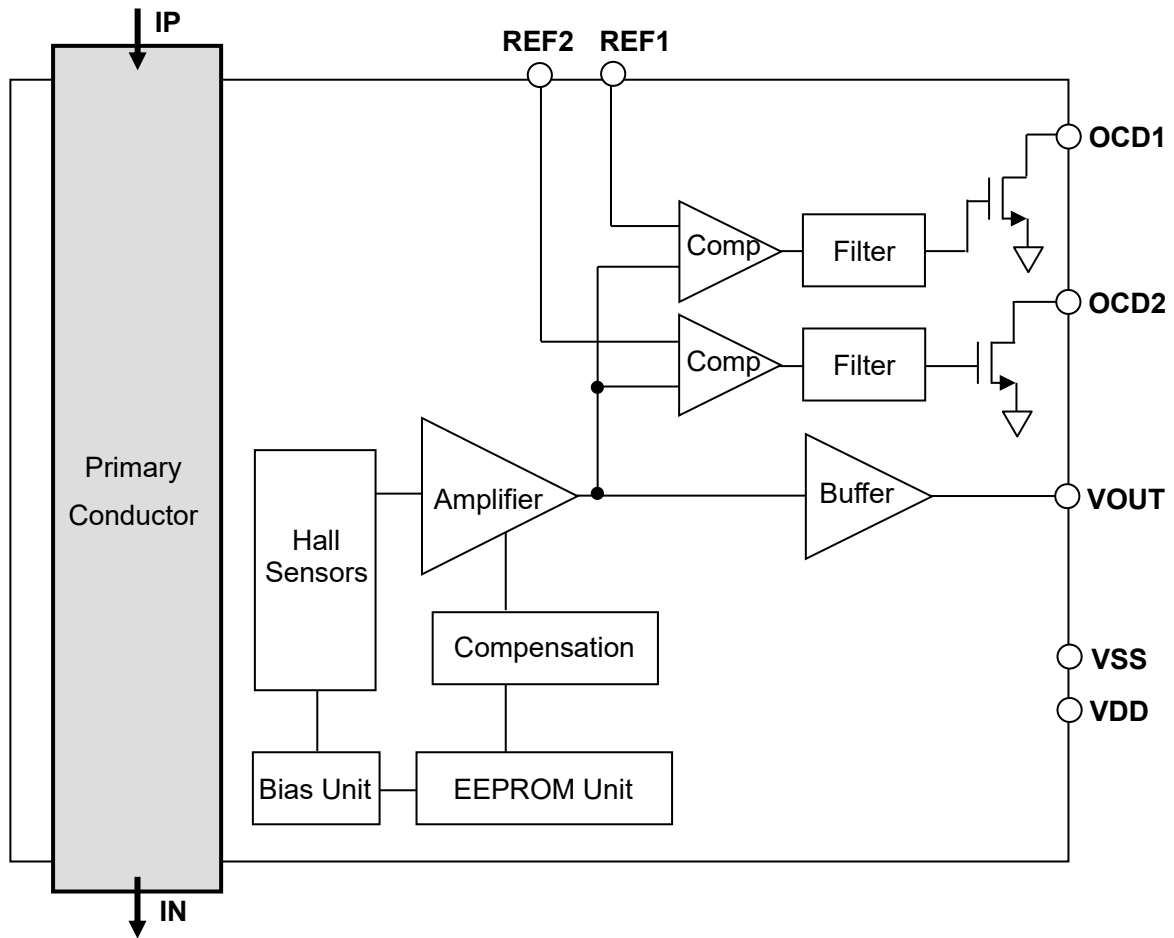 IP
REF2
REF1
OCD1
Comp
Filter
OCD2
Comp
Filter
Primary
Conductor
Hall
Sensors
Amplifier
Buffer
VOUT
Compensation
VSS
VDD
Bias Unit
EEPROM Unit
IN